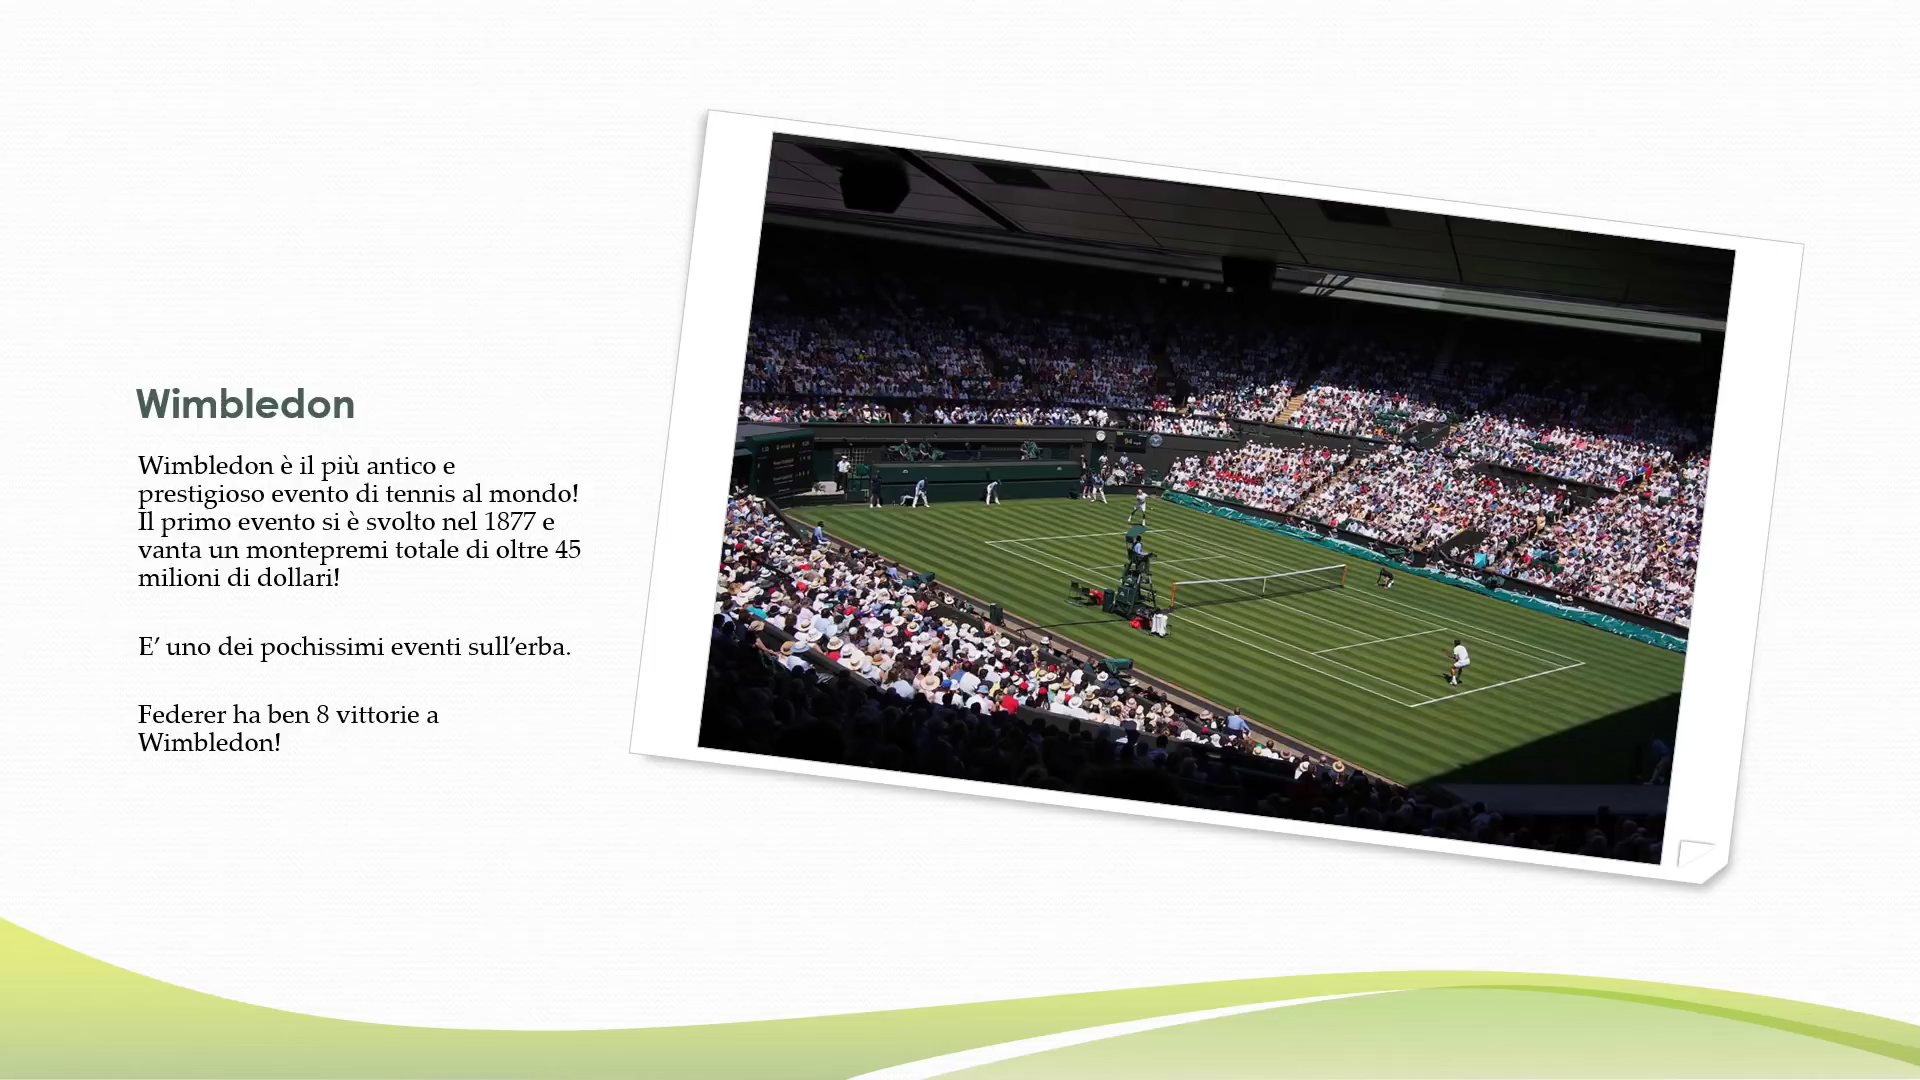 Wimbledon
Wimbledon è il più antico e
prestigioso evento di tennis al mondo!
Il primo evento si è svolto nel 1877 e
vanta un montepremi totale di oltre 45
milioni di dollari!
E’ uno dei pochissimi eventi sull’erba.
Federer ha ben 8 vittorie a
Wimbledon!